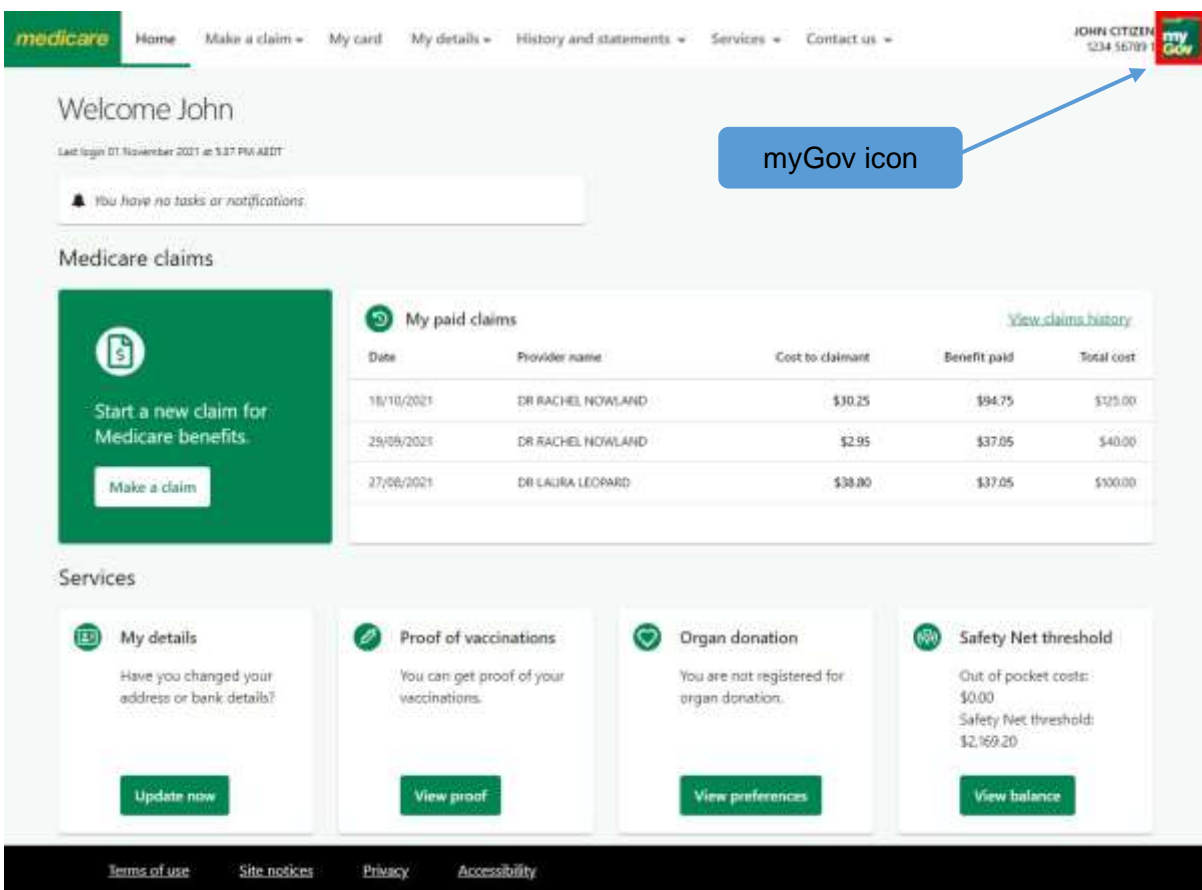 medicare Home Make a claim My card My details History and statements Services Contact us JOHN CITIZEN
1234 56789 1
my
Gov
myGov icon
Welcome John
Last login 01 November 2021 at 5:37 PM AEDT
You have no tasks or notifications.
Medicare claims
Start a new claim for
Medicare benefits.
Make a claim
My paid claims View claims history
Date Provider name Cost to claimant Benefit paid Total cost
18/10/2021 DR RACHEL NOWLAND $30.25 $94.75 $125.00
29/09/2021 DR RACHEL NOWLAND $2.95 $37.05 $40.00
27/08/2021 DR LAURA LEOPARD $38.80 $37.05 $100.00
Services
My details
Have you changed your
address or bank details?
Update now
Proof of vaccinations
You can get proof of your
vaccinations.
View proof
Organ donation
You are not registered for
organ donation.
View preferences
Safety Net threshold
Out of pocket costs:
$0.00
Safety Net threshold:
$2,169.20
View balance
Terms of use Site notices Privacy Accessibility